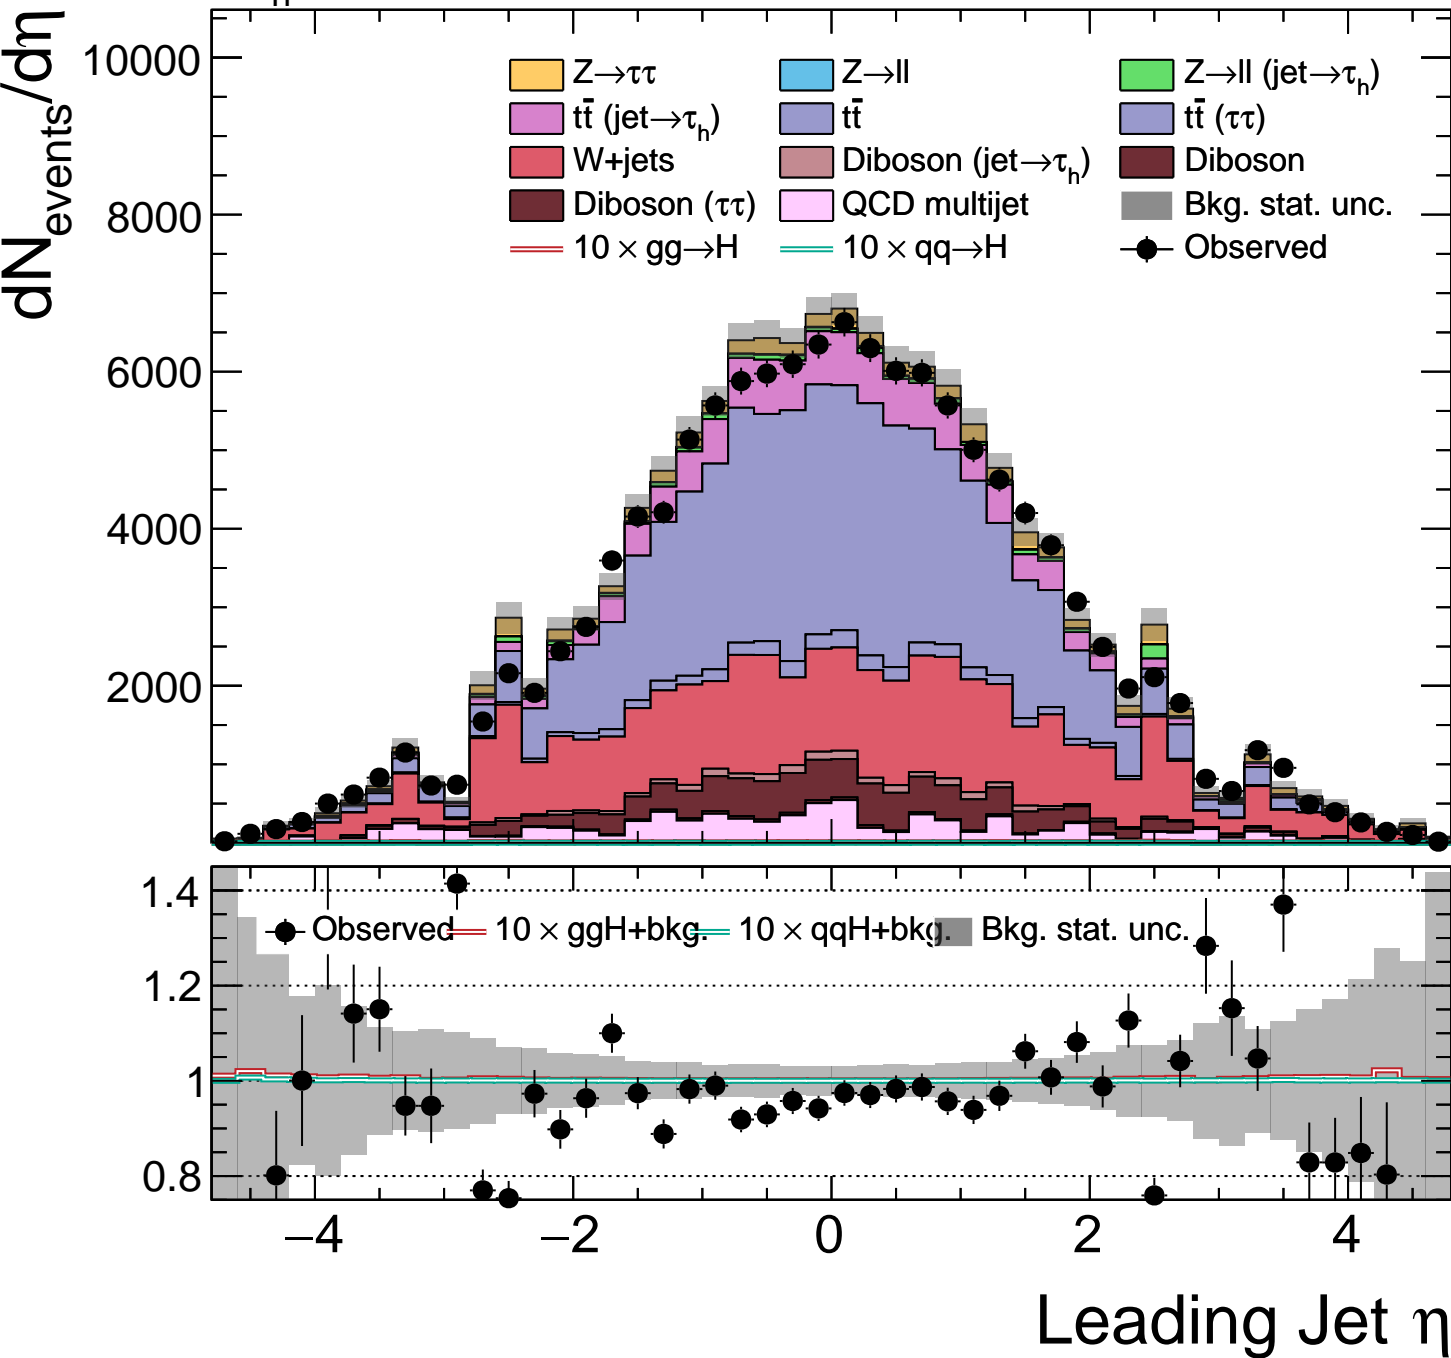 dN_events/dη
10000
8000
6000
4000
2000
Z→ττ Z→ll Z→ll (jet→τ_h)
tt̄ (jet→τ_h) tt̄ tt̄ (ττ)
W+jets Diboson (jet→τ_h) Diboson
Diboson (ττ) QCD multijet Bkg. stat. unc.
10 × gg→H 10 × qq→H Observed
1.4
Observed 10 × ggH+bkg. 10 × qqH+bkg. Bkg. stat. unc.
1.2
1
0.8
−4 −2 0 2 4
Leading Jet η